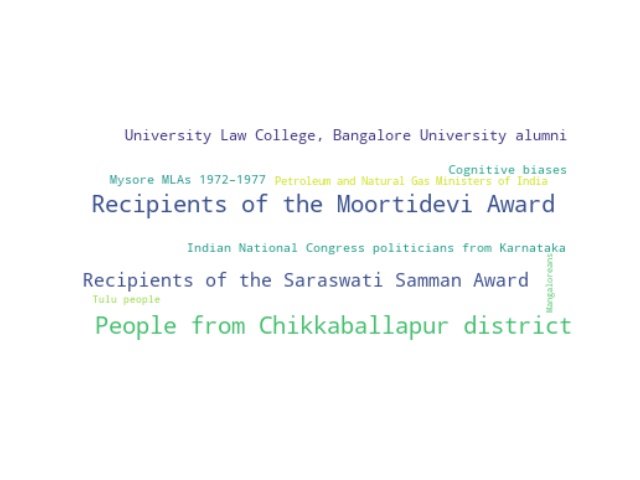 University Law College, Bangalore University alumni
Cognitive biases
Mysore MLAs 1972–1977
Petroleum and Natural Gas Ministers of India
Recipients of the Moortidevi Award
Indian National Congress politicians from Karnataka
Mangaloreans
Recipients of the Saraswati Samman Award
Tulu people
People from Chikkaballapur district